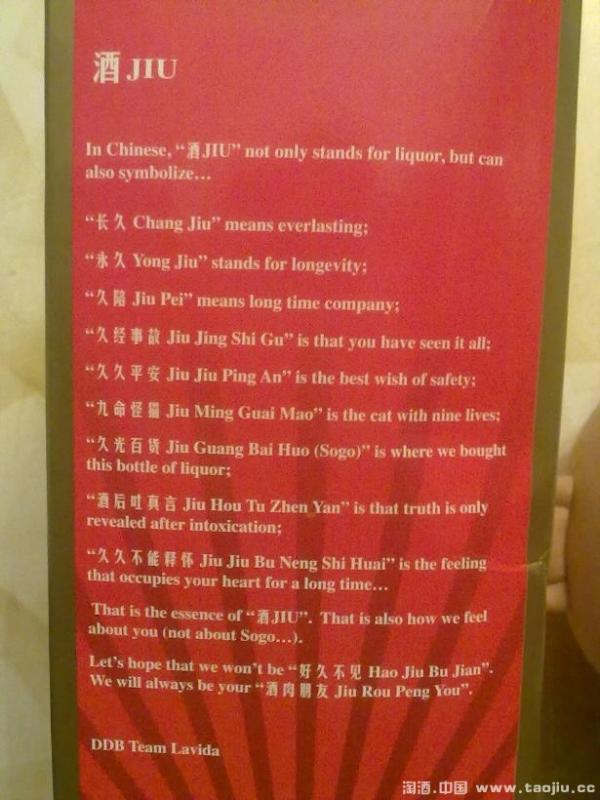 酒 JIU
In Chinese, “酒JIU” not only stands for liquor, but can
also symbolize…
“长久 Chang Jiu” means everlasting;
“永久 Yong Jiu” stands for longevity;
“久陪 Jiu Pei” means long time company;
“久经事故 Jiu Jing Shi Gu” is that you have seen it all;
“久久平安 Jiu Jiu Ping An” is the best wish of safety;
“九命怪猫 Jiu Ming Guai Mao” is the cat with nine lives;
“久光百货 Jiu Guang Bai Huo (Sogo)” is where we bought
this bottle of liquor;
“酒后吐真言 Jiu Hou Tu Zhen Yan” is that truth is only
revealed after intoxication;
“久久不能释怀 Jiu Jiu Bu Neng Shi Huai” is the feeling
that occupies your heart for a long time…
That is the essence of “酒JIU”. That is also how we feel
about you (not about Sogo…).
Let's hope that we won't be “好久不见 Hao Jiu Bu Jian”.
We will always be your “酒肉朋友 Jiu Rou Peng You”.
DDB Team Lavida
淘酒.中国 www.taojiu.cc